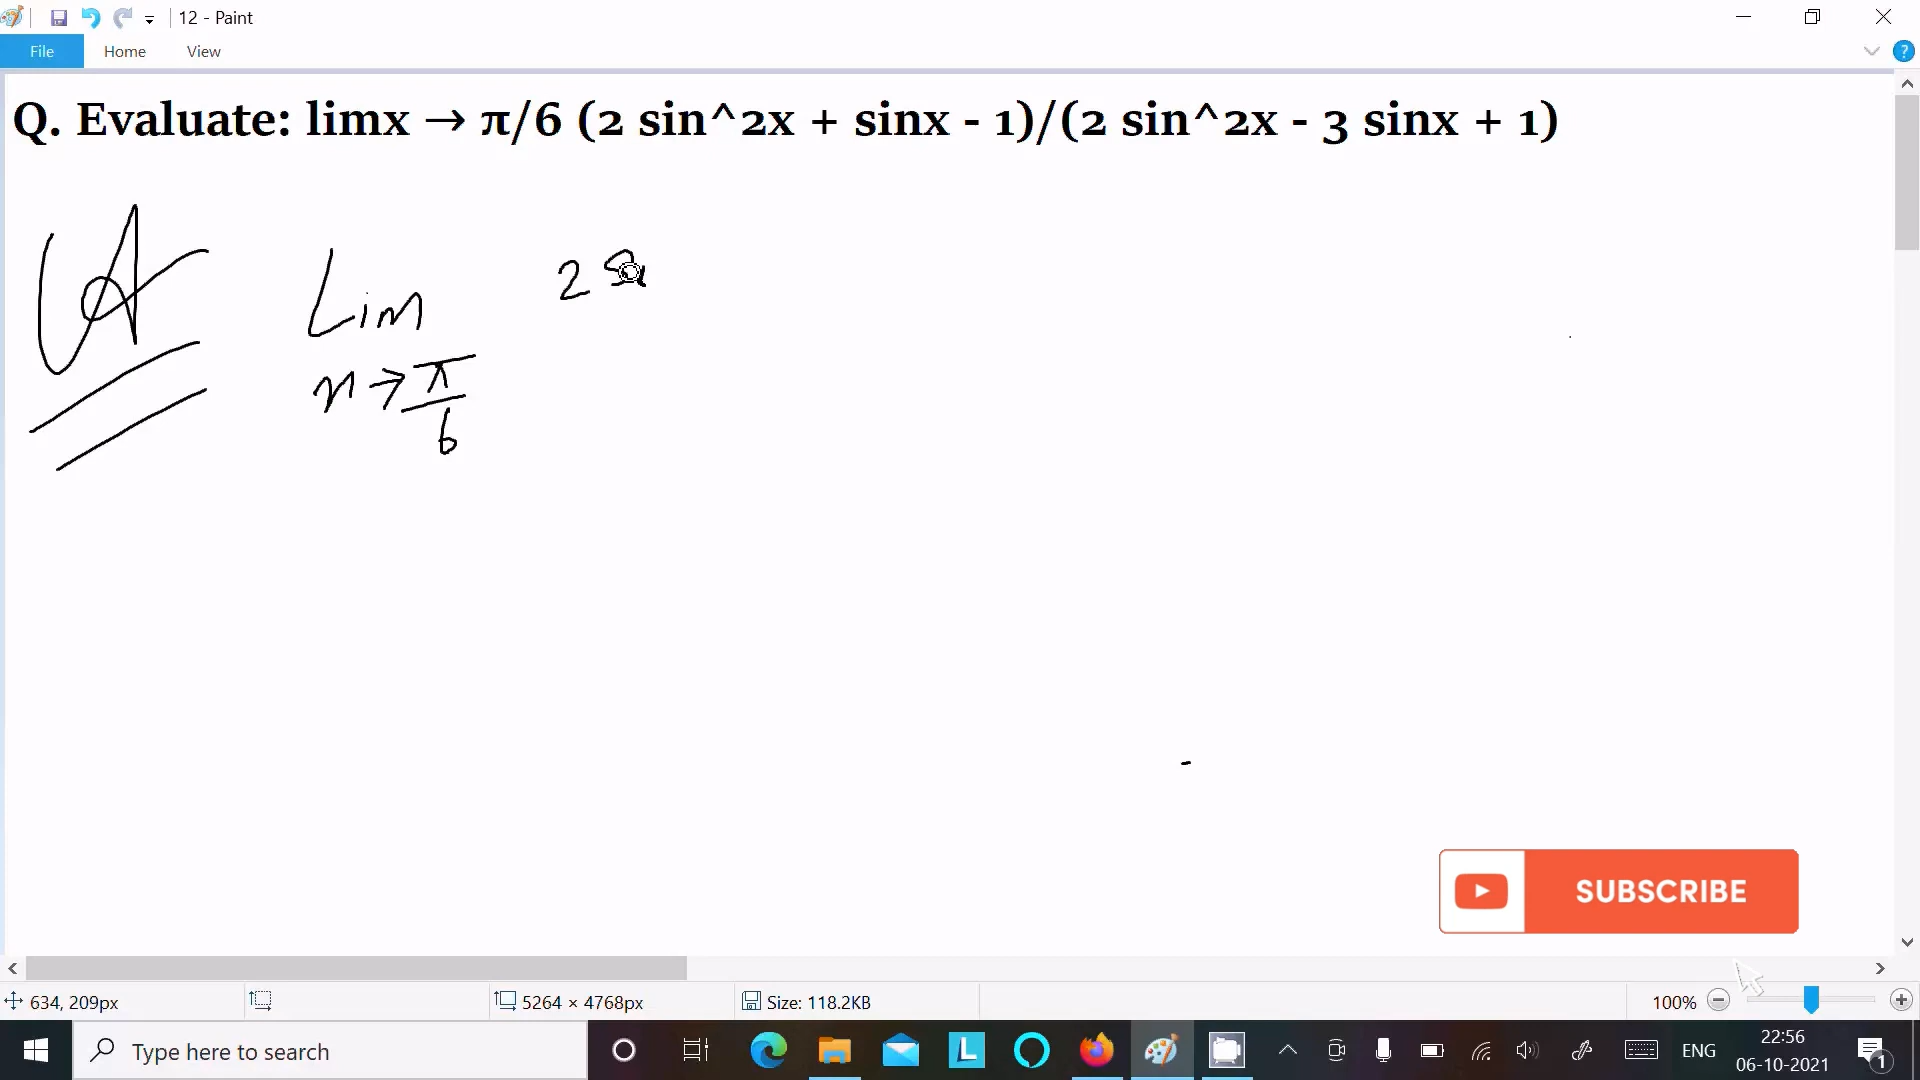 12 - Paint
File Home View
Q. Evaluate: limx → π/6 (2 sin^2x + sinx - 1)/(2 sin^2x - 3 sinx + 1)
Lim 2
x → π
6
SUBSCRIBE
634, 209px 5264 × 4768px Size: 118.2KB 100%
Type here to search
L
ENG
22:56
06-10-2021
1